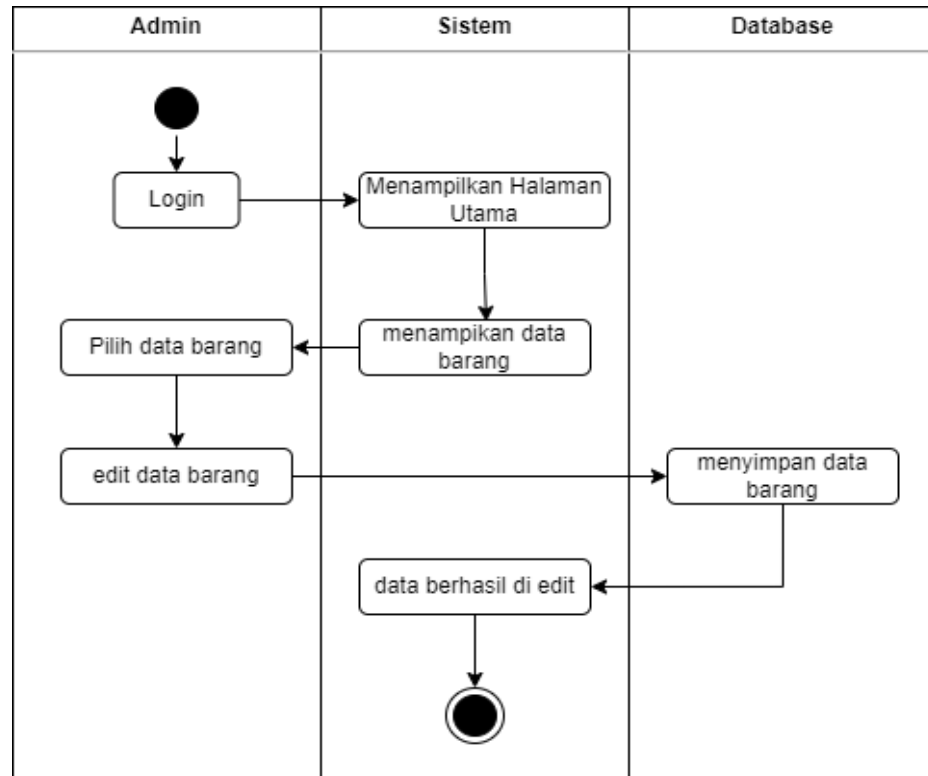 Admin
Sistem
Database
Login
Menampilkan Halaman
Utama
Pilih data barang
menampikan data
barang
edit data barang
menyimpan data
barang
data berhasil di edit